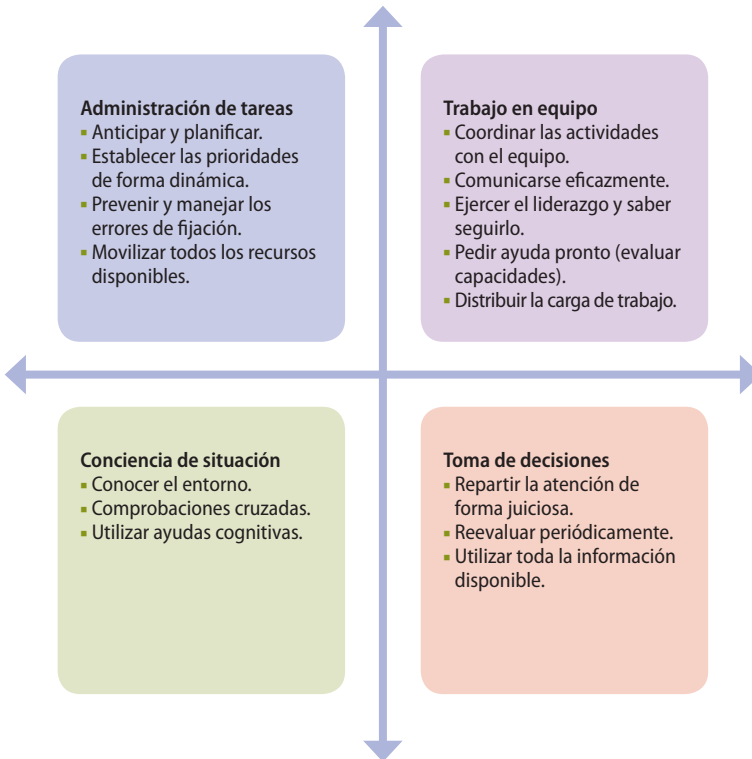 Administración de tareas
▪ Anticipar y planificar.
▪ Establecer las prioridades
de forma dinámica.
▪ Prevenir y manejar los
errores de fijación.
▪ Movilizar todos los recursos
disponibles.
Trabajo en equipo
▪ Coordinar las actividades
con el equipo.
▪ Comunicarse eficazmente.
▪ Ejercer el liderazgo y saber
seguirlo.
▪ Pedir ayuda pronto (evaluar
capacidades).
▪ Distribuir la carga de trabajo.
Conciencia de situación
▪ Conocer el entorno.
▪ Comprobaciones cruzadas.
▪ Utilizar ayudas cognitivas.
Toma de decisiones
▪ Repartir la atención de
forma juiciosa.
▪ Reevaluar periódicamente.
▪ Utilizar toda la información
disponible.